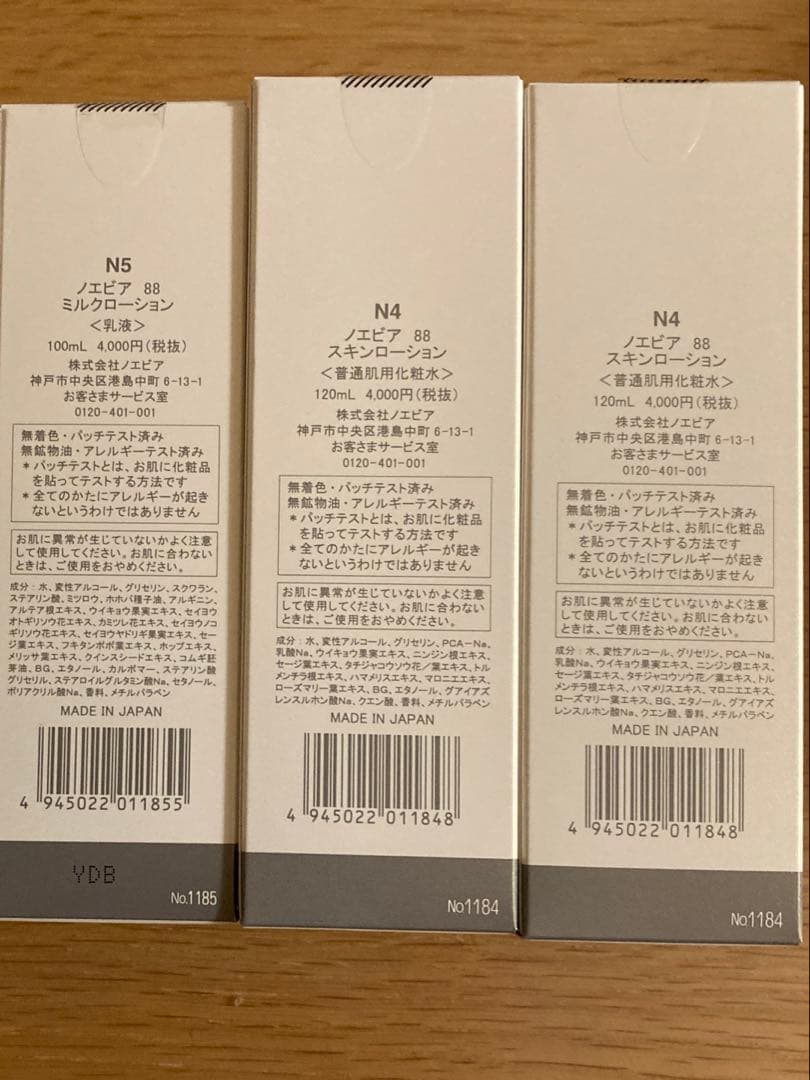 N5
ノエビア 88
ミルクローション
＜乳液＞
100mL 4,000円(税抜)
株式会社ノエビア
神戸市中央区港島中町 6-13-1
お客さまサービス室
0120-401-001
無着色・パッチテスト済み
無鉱物油・アレルギーテスト済み
＊パッチテストとは、お肌に化粧品
を貼ってテストする方法です
＊全てのかたにアレルギーが起き
ないというわけではありません
お肌に異常が生じていないかよく注意
して使用してください。お肌に合わない
ときは、ご使用をおやめください。
成分：水、変性アルコール、グリセリン、スクワラン、
ステアリン酸、ミツロウ、ホホバ種子油、アルギニン、
アルテア根エキス、ウイキョウ果実エキス、セイヨウ
オトギリソウ花エキス、カミツレ花エキス、セイヨウノコ
ギリソウ花エキス、セイヨウヤドリギ果実エキス、セー
ジ葉エキス、フキタンポポ葉エキス、ホップエキス、
メリッサ葉エキス、クインスシードエキス、コムギ胚
芽油、BG、エタノール、カルボマー、ステアリン酸
グリセリル、ステアロイルグルタミン酸Na、セタノール、
ポリアクリル酸Na、香料、メチルパラベン
MADE IN JAPAN
4 945022 011855
YDB
No.1185
N4
ノエビア 88
スキンローション
＜普通肌用化粧水＞
120mL 4,000円(税抜)
株式会社ノエビア
神戸市中央区港島中町 6-13-1
お客さまサービス室
0120-401-001
無着色・パッチテスト済み
無鉱物油・アレルギーテスト済み
＊パッチテストとは、お肌に化粧品
を貼ってテストする方法です
＊全てのかたにアレルギーが起き
ないというわけではありません
お肌に異常が生じていないかよく注意
して使用してください。お肌に合わない
ときは、ご使用をおやめください。
成分：水、変性アルコール、グリセリン、PCA-Na、
乳酸Na、ウイキョウ果実エキス、ニンジン根エキス、
セージ葉エキス、タチジャコウソウ花／葉エキス、トル
メンチラ根エキス、ハマメリスエキス、マロニエエキス、
ローズマリー葉エキス、BG、エタノール、グアイアズ
レンスルホン酸Na、クエン酸、香料、メチルパラベン
MADE IN JAPAN
4 945022 011848
No.1184
N4
ノエビア 88
スキンローション
＜普通肌用化粧水＞
120mL 4,000円(税抜)
株式会社ノエビア
神戸市中央区港島中町 6-13-1
お客さまサービス室
0120-401-001
無着色・パッチテスト済み
無鉱物油・アレルギーテスト済み
＊パッチテストとは、お肌に化粧品
を貼ってテストする方法です
＊全てのかたにアレルギーが起き
ないというわけではありません
お肌に異常が生じていないかよく注意
して使用してください。お肌に合わない
ときは、ご使用をおやめください。
成分：水、変性アルコール、グリセリン、PCA-Na、
乳酸Na、ウイキョウ果実エキス、ニンジン根エキス、
セージ葉エキス、タチジャコウソウ花／葉エキス、トル
メンチラ根エキス、ハマメリスエキス、マロニエエキス、
ローズマリー葉エキス、BG、エタノール、グアイアズ
レンスルホン酸Na、クエン酸、香料、メチルパラベン
MADE IN JAPAN
4 945022 011848
No.1184